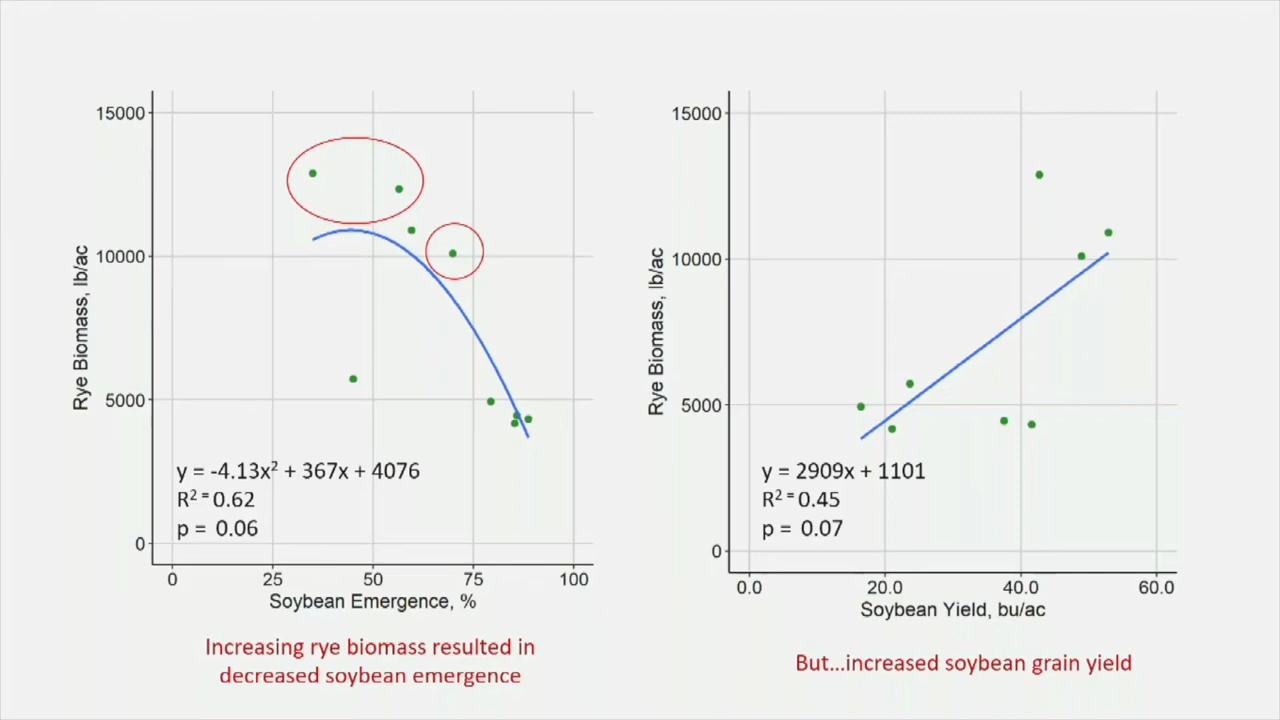 15000
10000
5000
0
Rye Biomass, lb/ac
y = -4.13x² + 367x + 4076
R² = 0.62
p = 0.06
0 25 50 75 100
Soybean Emergence, %
Increasing rye biomass resulted in
decreased soybean emergence
15000
10000
5000
0
Rye Biomass, lb/ac
y = 2909x + 1101
R² = 0.45
p = 0.07
0.0 20.0 40.0 60.0
Soybean Yield, bu/ac
But...increased soybean grain yield